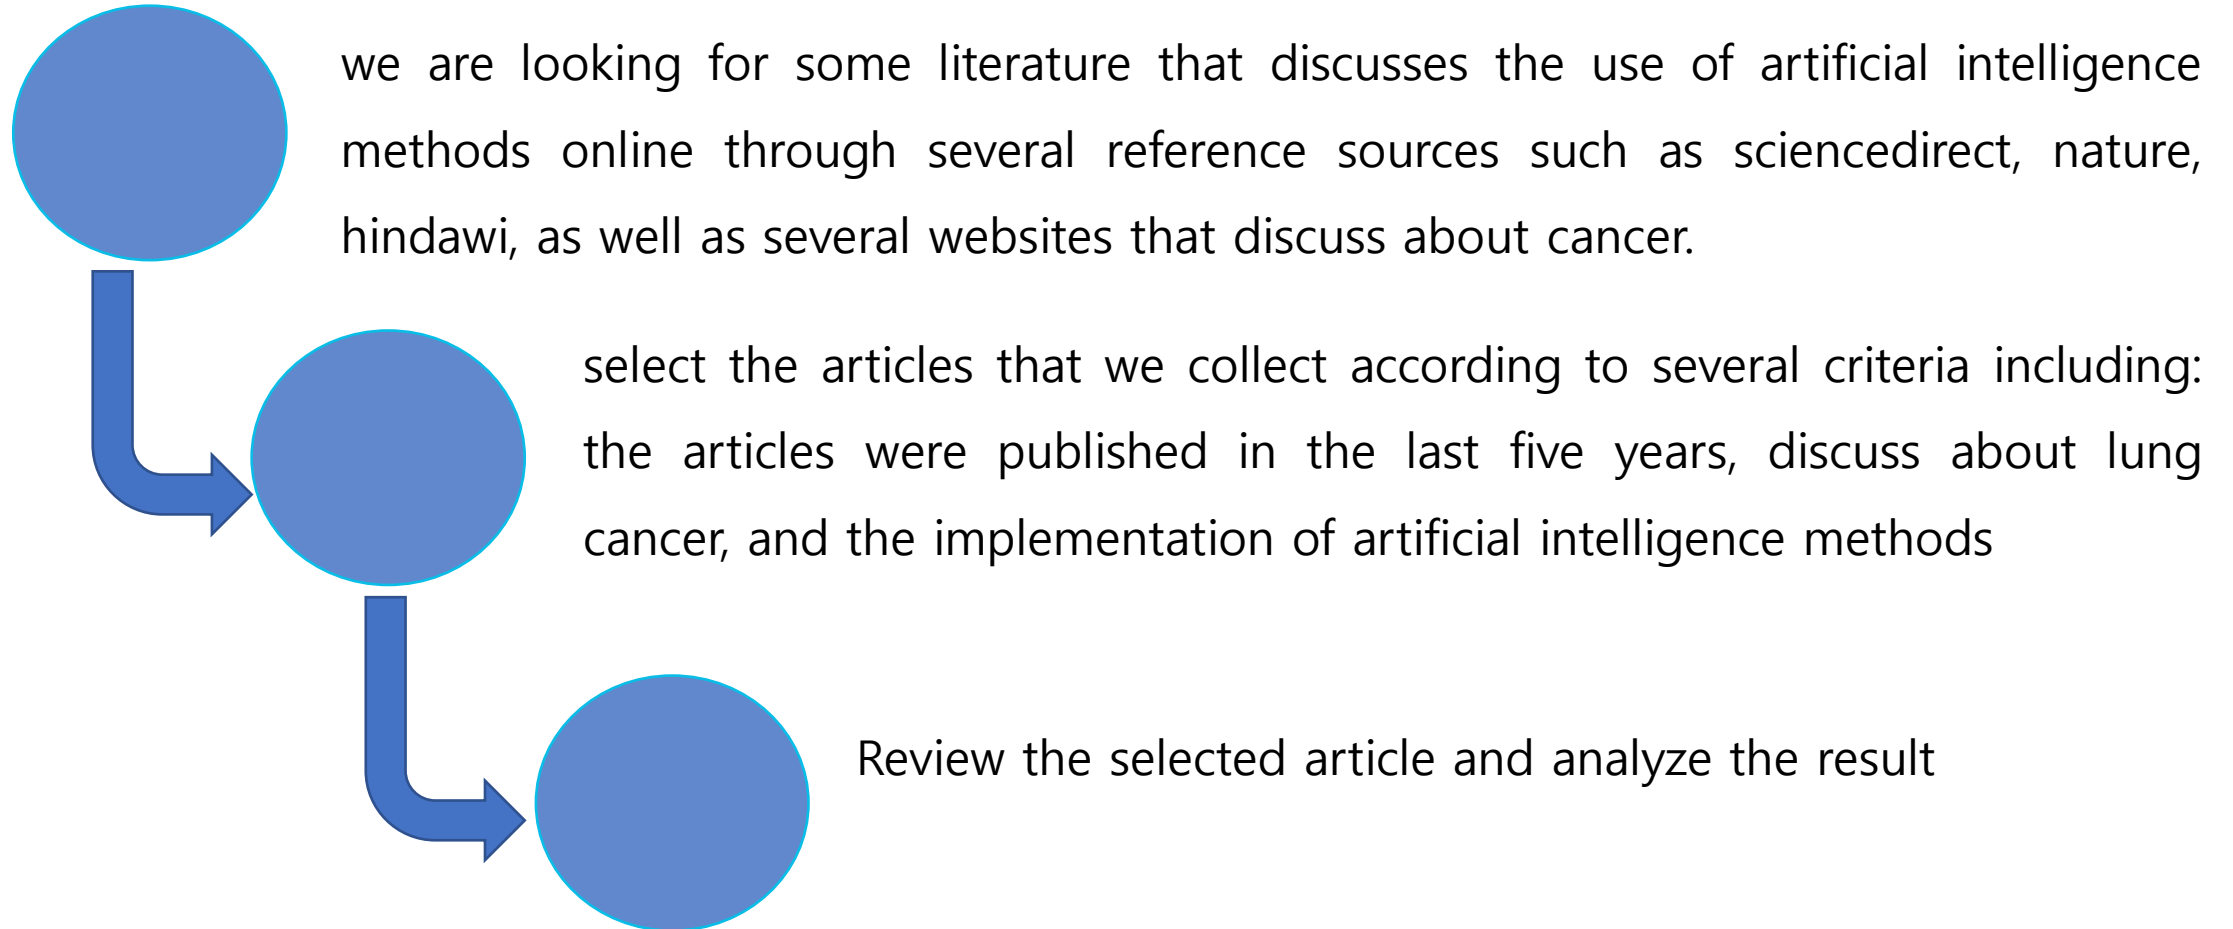 we are looking for some literature that discusses the use of artificial intelligence
methods online through several reference sources such as sciencedirect, nature,
hindawi, as well as several websites that discuss about cancer.
select the articles that we collect according to several criteria including:
the articles were published in the last five years, discuss about lung
cancer, and the implementation of artificial intelligence methods
Review the selected article and analyze the result